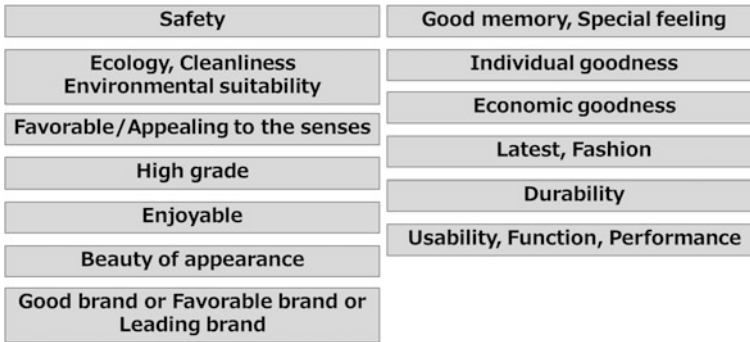 Safety
Ecology, Cleanliness
Environmental suitability
Favorable/Appealing to the senses
High grade
Enjoyable
Beauty of appearance
Good brand or Favorable brand or
Leading brand
Good memory, Special feeling
Individual goodness
Economic goodness
Latest, Fashion
Durability
Usability, Function, Performance